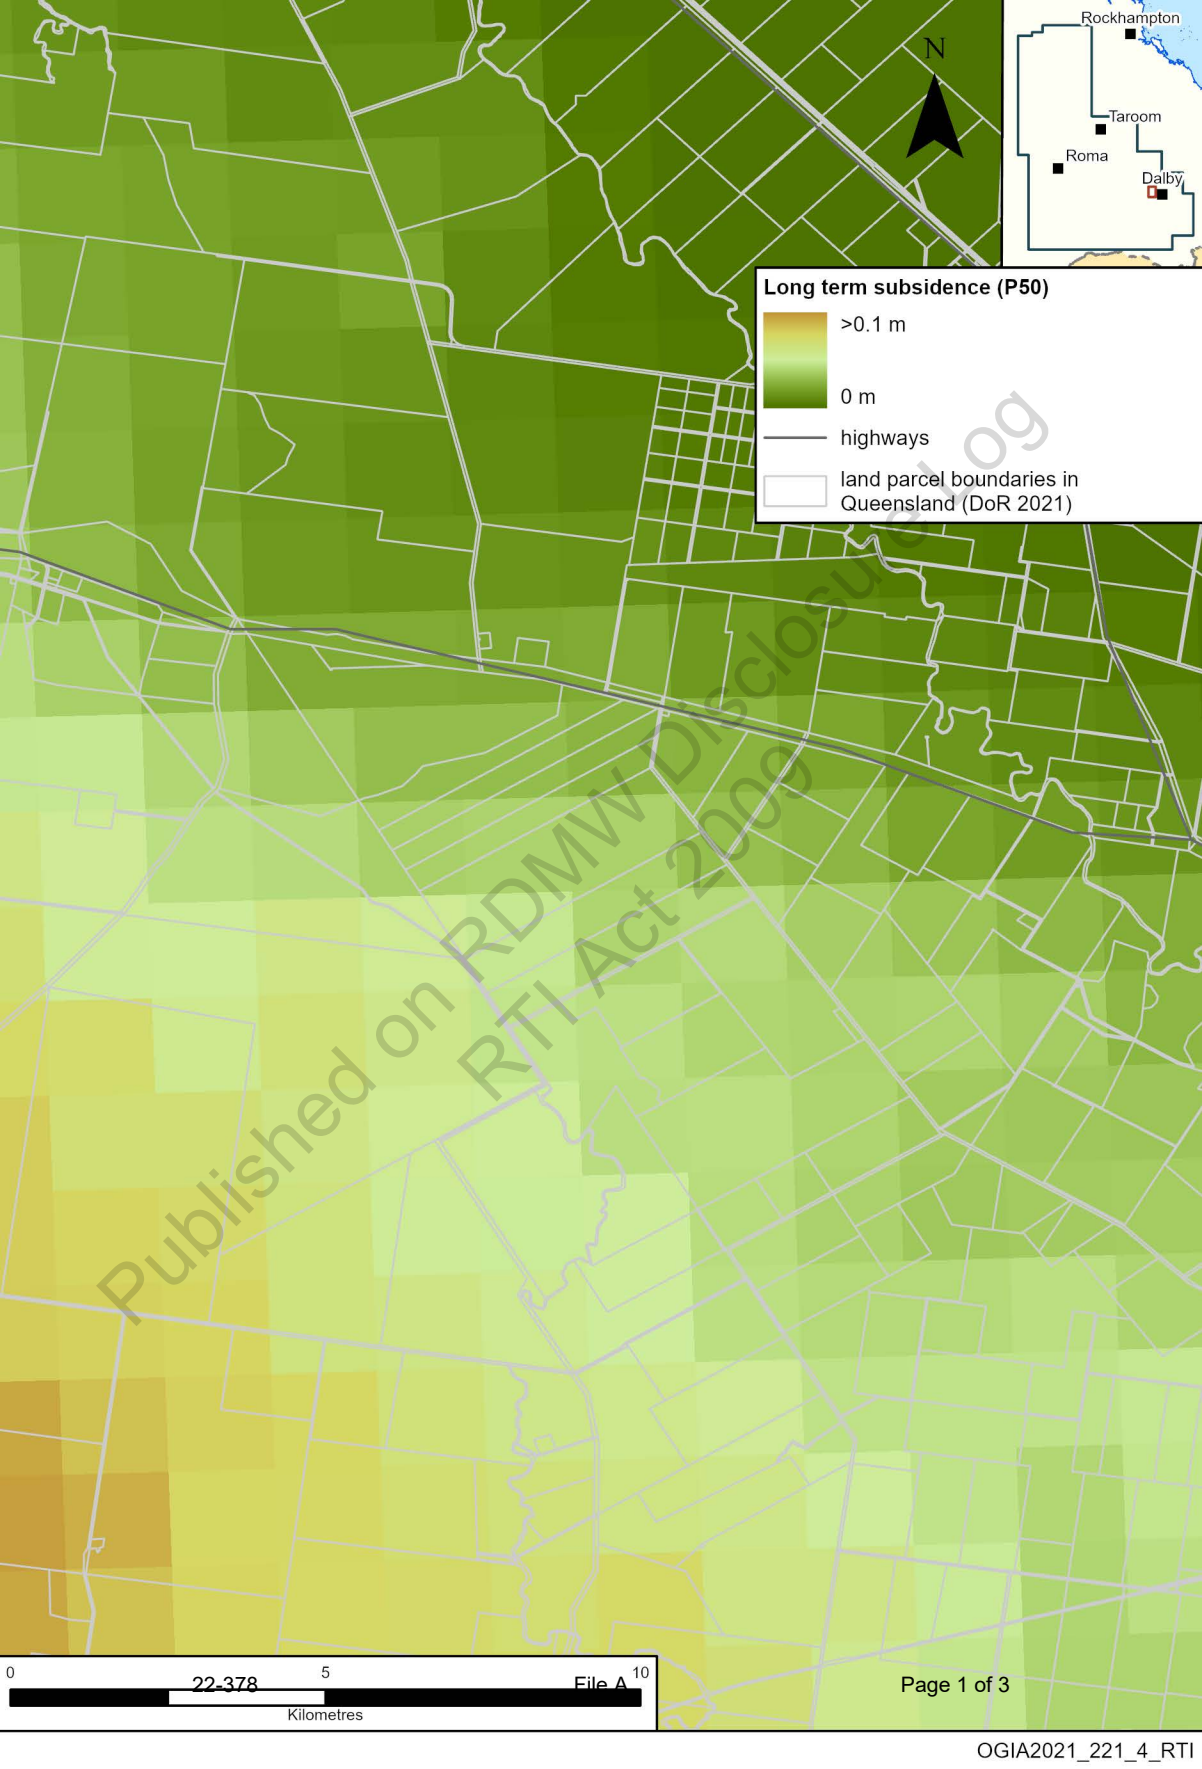 Rockhampton
N
Taroom
Roma
Dalby
Long term subsidence (P50)
>0.1 m
0 m
highways
land parcel boundaries in
Queensland (DoR 2021)
Published on RDMW Disclosure Log
RTI Act 2009
0 5 10
22-378 File A Page 1 of 3
Kilometres
OGIA2021_221_4_RTI